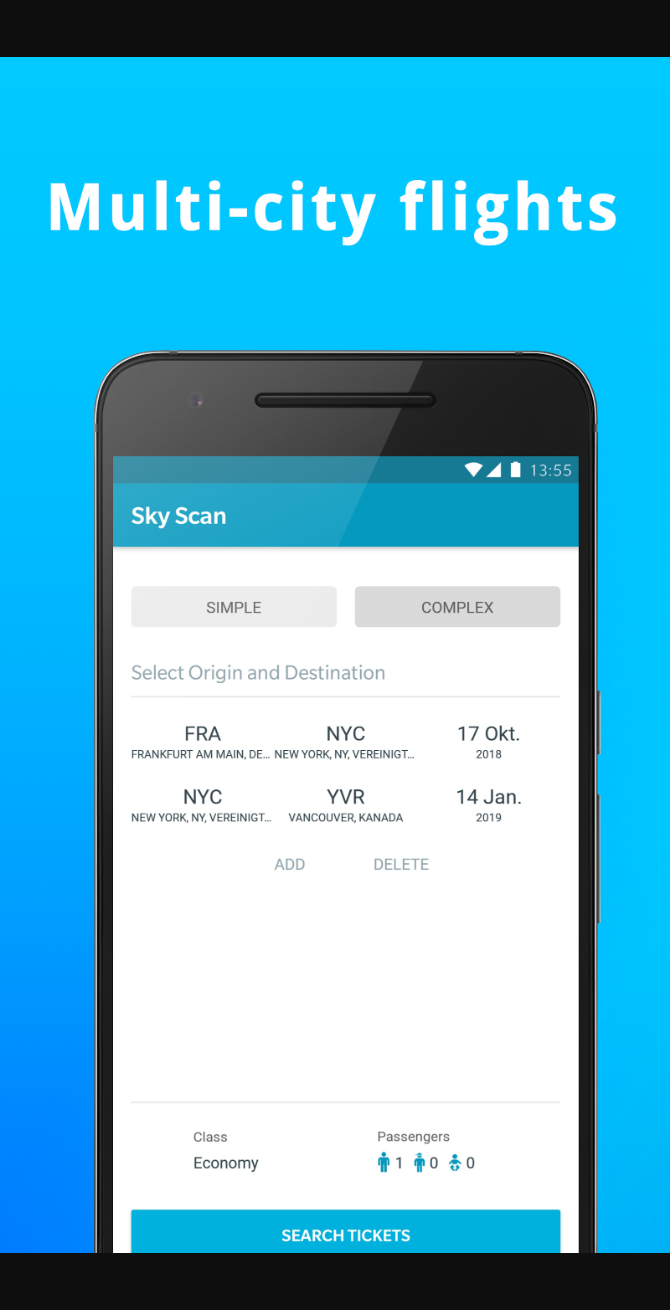 Multi-city flights
13:55
Sky Scan
SIMPLE COMPLEX
Select Origin and Destination
FRA NYC 17 Okt.
FRANKFURT AM MAIN, DE... NEW YORK, NY, VEREINIGT... 2018
NYC YVR 14 Jan.
NEW YORK, NY, VEREINIGT... VANCOUVER, KANADA 2019
ADD DELETE
Class Passengers
Economy 1 0 0
SEARCH TICKETS